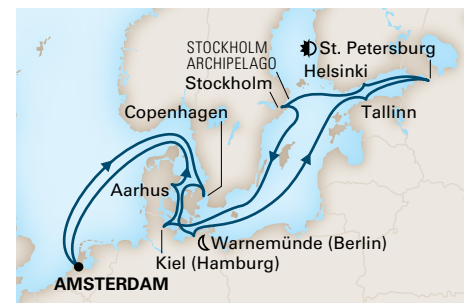 STOCKHOLM
ARCHIPELAGO
Stockholm
St. Petersburg
Helsinki
Copenhagen
Tallinn
Aarhus
Warnemünde (Berlin)
Kiel (Hamburg)
AMSTERDAM